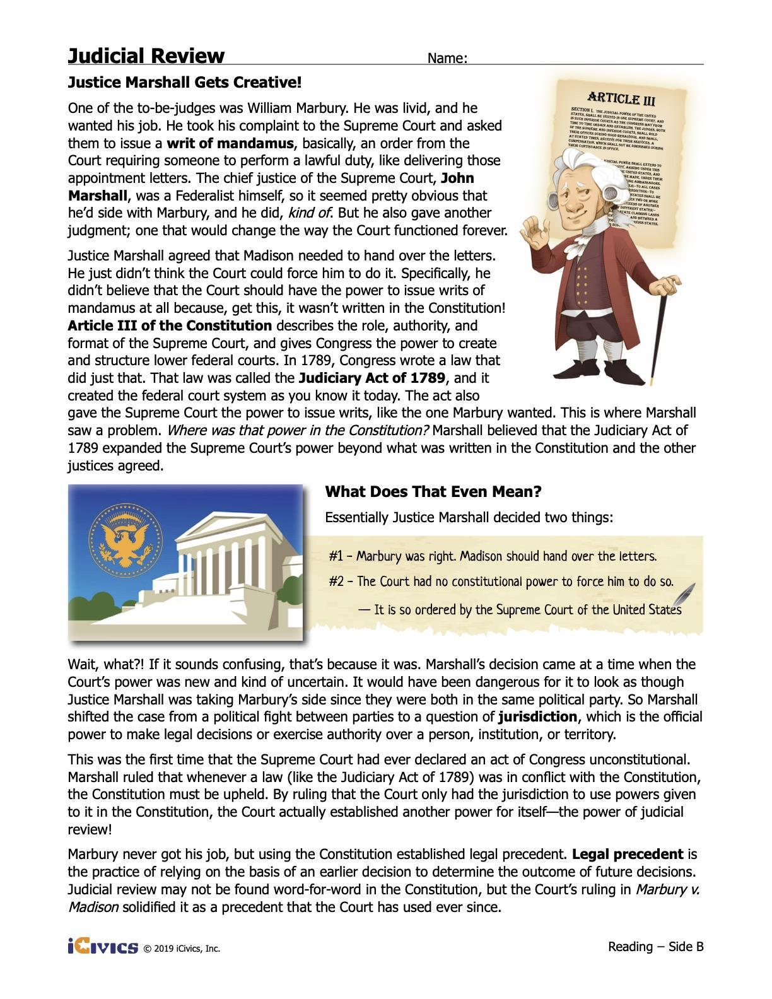 Judicial Review
Name:
Justice Marshall Gets Creative!
One of the to-be-judges was William Marbury. He was livid, and he
wanted his job. He took his complaint to the Supreme Court and asked
them to issue a writ of mandamus, basically, an order from the
Court requiring someone to perform a lawful duty, like delivering those
appointment letters. The chief justice of the Supreme Court, John
Marshall, was a Federalist himself, so it seemed pretty obvious that
he’d side with Marbury, and he did, kind of. But he also gave another
judgment; one that would change the way the Court functioned forever.
Justice Marshall agreed that Madison needed to hand over the letters.
He just didn’t think the Court could force him to do it. Specifically, he
didn’t believe that the Court should have the power to issue writs of
mandamus at all because, get this, it wasn’t written in the Constitution!
Article III of the Constitution describes the role, authority, and
format of the Supreme Court, and gives Congress the power to create
and structure lower federal courts. In 1789, Congress wrote a law that
did just that. That law was called the Judiciary Act of 1789, and it
created the federal court system as you know it today. The act also
gave the Supreme Court the power to issue writs, like the one Marbury wanted. This is where Marshall
saw a problem. Where was that power in the Constitution? Marshall believed that the Judiciary Act of
1789 expanded the Supreme Court’s power beyond what was written in the Constitution and the other
justices agreed.
ARTICLE III
SECTION I. THE JUDICIAL POWER OF THE UNITED
STATES, SHALL BE VESTED IN ONE SUPREME COURT, AND
IN SUCH INFERIOR COURTS AS THE CONGRESS MAY FROM
TIME TO TIME ORDAIN AND ESTABLISH. THE JUDGES, BOTH
OF THE SUPREME AND INFERIOR COURTS, SHALL HOLD
THEIR OFFICES DURING GOOD BEHAVIOUR, AND SHALL,
AT STATED TIMES, RECEIVE FOR THEIR SERVICES, A
COMPENSATION, WHICH SHALL NOT BE DIMINISHED DURING
THEIR CONTINUANCE IN OFFICE.
What Does That Even Mean?
Essentially Justice Marshall decided two things:
#1 – Marbury was right. Madison should hand over the letters.
#2 – The Court had no constitutional power to force him to do so.
— It is so ordered by the Supreme Court of the United States
Wait, what?! If it sounds confusing, that’s because it was. Marshall’s decision came at a time when the
Court’s power was new and kind of uncertain. It would have been dangerous for it to look as though
Justice Marshall was taking Marbury’s side since they were both in the same political party. So Marshall
shifted the case from a political fight between parties to a question of jurisdiction, which is the official
power to make legal decisions or exercise authority over a person, institution, or territory.
This was the first time that the Supreme Court had ever declared an act of Congress unconstitutional.
Marshall ruled that whenever a law (like the Judiciary Act of 1789) was in conflict with the Constitution,
the Constitution must be upheld. By ruling that the Court only had the jurisdiction to use powers given
to it in the Constitution, the Court actually established another power for itself—the power of judicial
review!
Marbury never got his job, but using the Constitution established legal precedent. Legal precedent is
the practice of relying on the basis of an earlier decision to determine the outcome of future decisions.
Judicial review may not be found word-for-word in the Constitution, but the Court’s ruling in Marbury v.
Madison solidified it as a precedent that the Court has used ever since.
iCivics © 2019 iCivics, Inc.
Reading – Side B